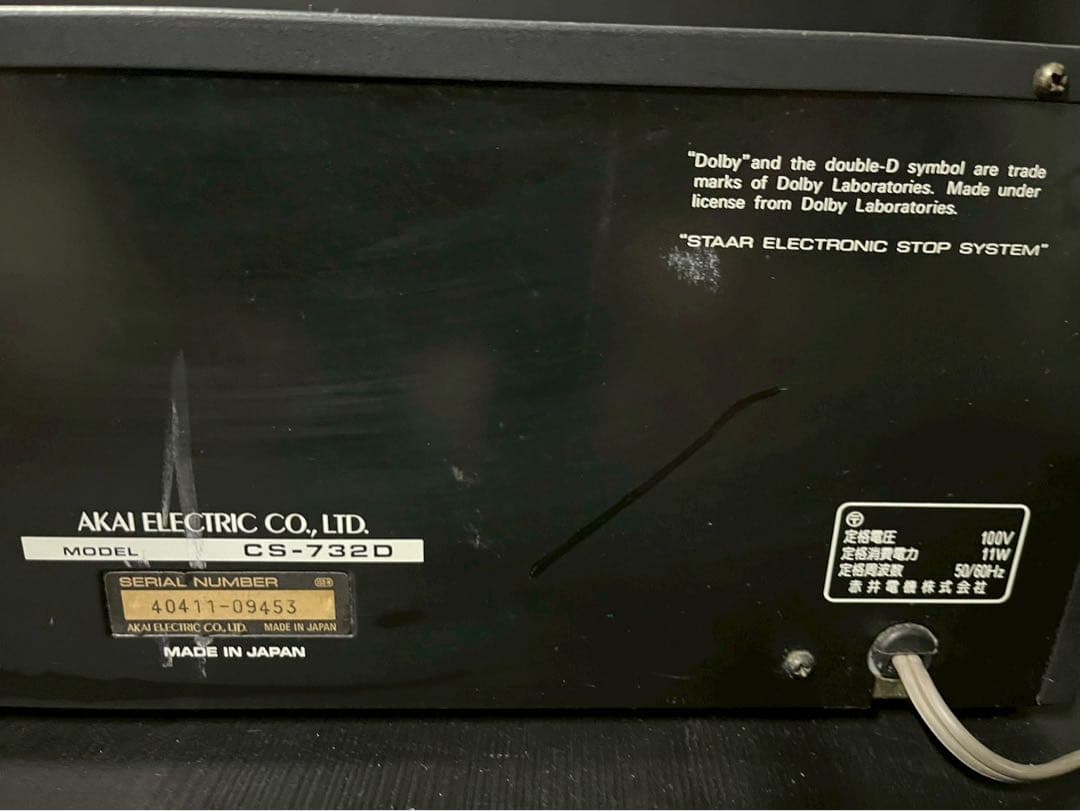 "Dolby" and the double-D symbol are trade
marks of Dolby Laboratories. Made under
license from Dolby Laboratories.
"STAAR ELECTRONIC STOP SYSTEM"
AKAI ELECTRIC CO., LTD.
MODEL CS-732D
SERIAL NUMBER
40411-09453
AKAI ELECTRIC CO., LTD. MADE IN JAPAN
MADE IN JAPAN
〒
定格電圧 100V
定格消費電力 11W
定格周波数 50/60Hz
赤井電機株式会社